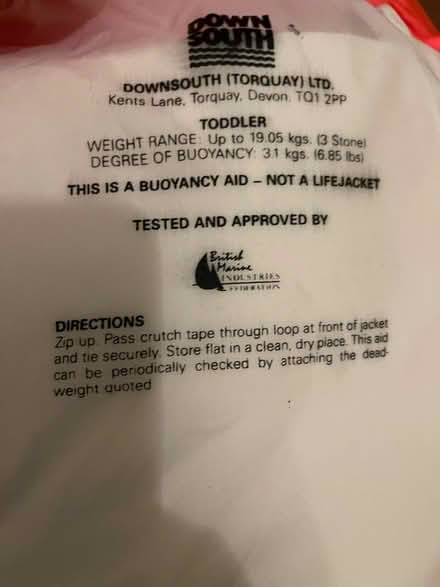 DOWN
SOUTH
DOWNSOUTH (TORQUAY) LTD.
Kents Lane, Torquay, Devon. TQ1 2PP
TODDLER
WEIGHT RANGE: Up to 19.05 kgs. (3 Stone)
DEGREE OF BUOYANCY: 3.1 kgs. (6.85 lbs)
THIS IS A BUOYANCY AID – NOT A LIFEJACKET
TESTED AND APPROVED BY
British
Marine
INDUSTRIES
FEDERATION
DIRECTIONS
Zip up. Pass crutch tape through loop at front of jacket
and tie securely. Store flat in a clean, dry place. This aid
can be periodically checked by attaching the dead-
weight quoted